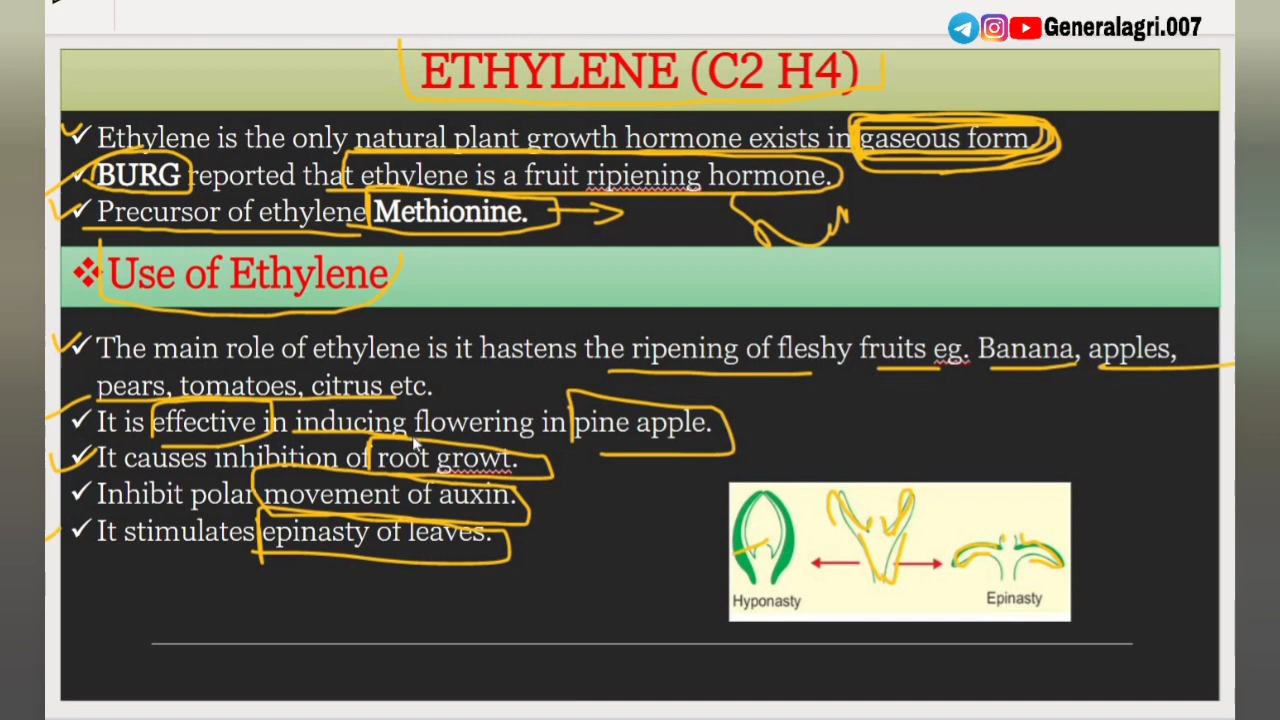 Generalagri.007
ETHYLENE (C2 H4)
✓ Ethylene is the only natural plant growth hormone exists in gaseous form.
✓ BURG reported that ethylene is a fruit ripiening hormone.
✓ Precursor of ethylene Methionine.
❖ Use of Ethylene
✓ The main role of ethylene is it hastens the ripening of fleshy fruits eg. Banana, apples,
pears, tomatoes, citrus etc.
✓ It is effective in inducing flowering in pine apple.
✓ It causes inhibition of root growt.
✓ Inhibit polar movement of auxin.
✓ It stimulates epinasty of leaves.
Hyponasty
Epinasty